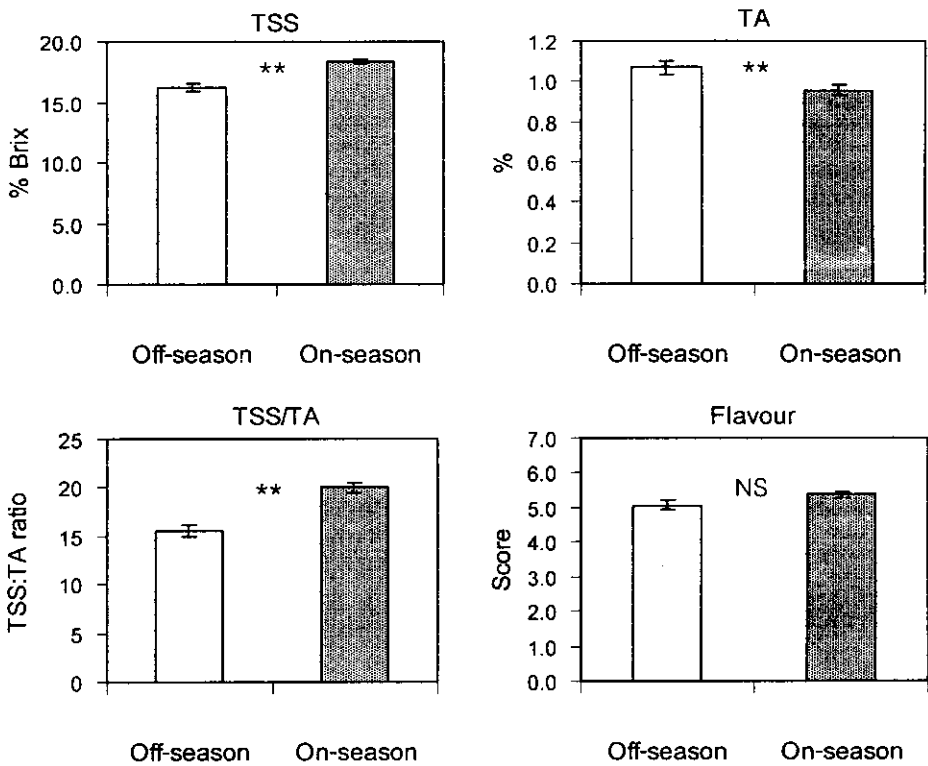 TSS
20.0
15.0
10.0
5.0
0.0
% Brix
**
Off-season On-season
TA
1.2
1.0
0.8
0.6
0.4
0.2
0.0
%
**
Off-season On-season
TSS/TA
25
20
15
10
5
0
TSS:TA ratio
**
Off-season On-season
Flavour
7.0
6.0
5.0
4.0
3.0
2.0
1.0
0.0
Score
NS
Off-season On-season